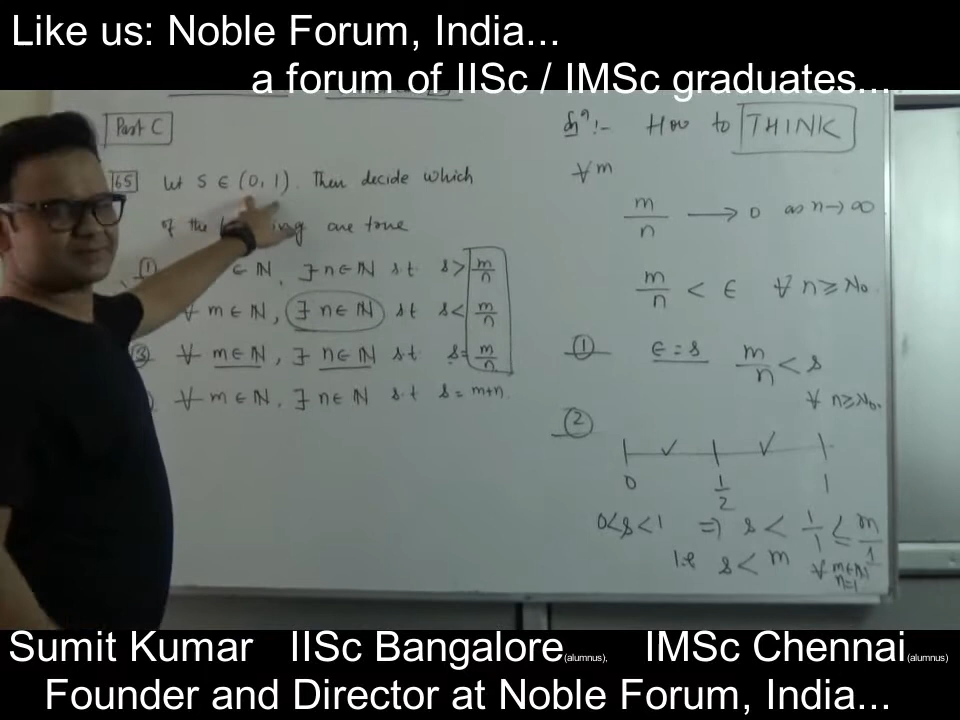 Like us: Noble Forum, India...
a forum of IISc / IMSc graduates...
Part C
65 Let S ∈ (0, 1). Then decide which
of the are true
① ∈ ℕ, ∃ n ∈ ℕ s.t s > m/n
∀ m ∈ ℕ, ∃ n ∈ ℕ st s < m/n
③ ∀ m ∈ ℕ, ∃ n ∈ ℕ s.t s = m/n
∀ m ∈ ℕ, ∃ n ∈ ℕ s.t s = m+n
Solⁿ:- How to THINK
∀ m
m/n → 0 as n → ∞
m/n < ϵ ∀ n ≥ N₀
① ϵ = s m/n < s
∀ n ≥ N₀.
②
0 1/2 1
0 < s < 1 ⇒ s < 1/1 ≤ m/1
i.e s < m ∀ m ∈ ℕ
n=1
Sumit Kumar IISc Bangalore(alumnus), IMSc Chennai(alumnus)
Founder and Director at Noble Forum, India...